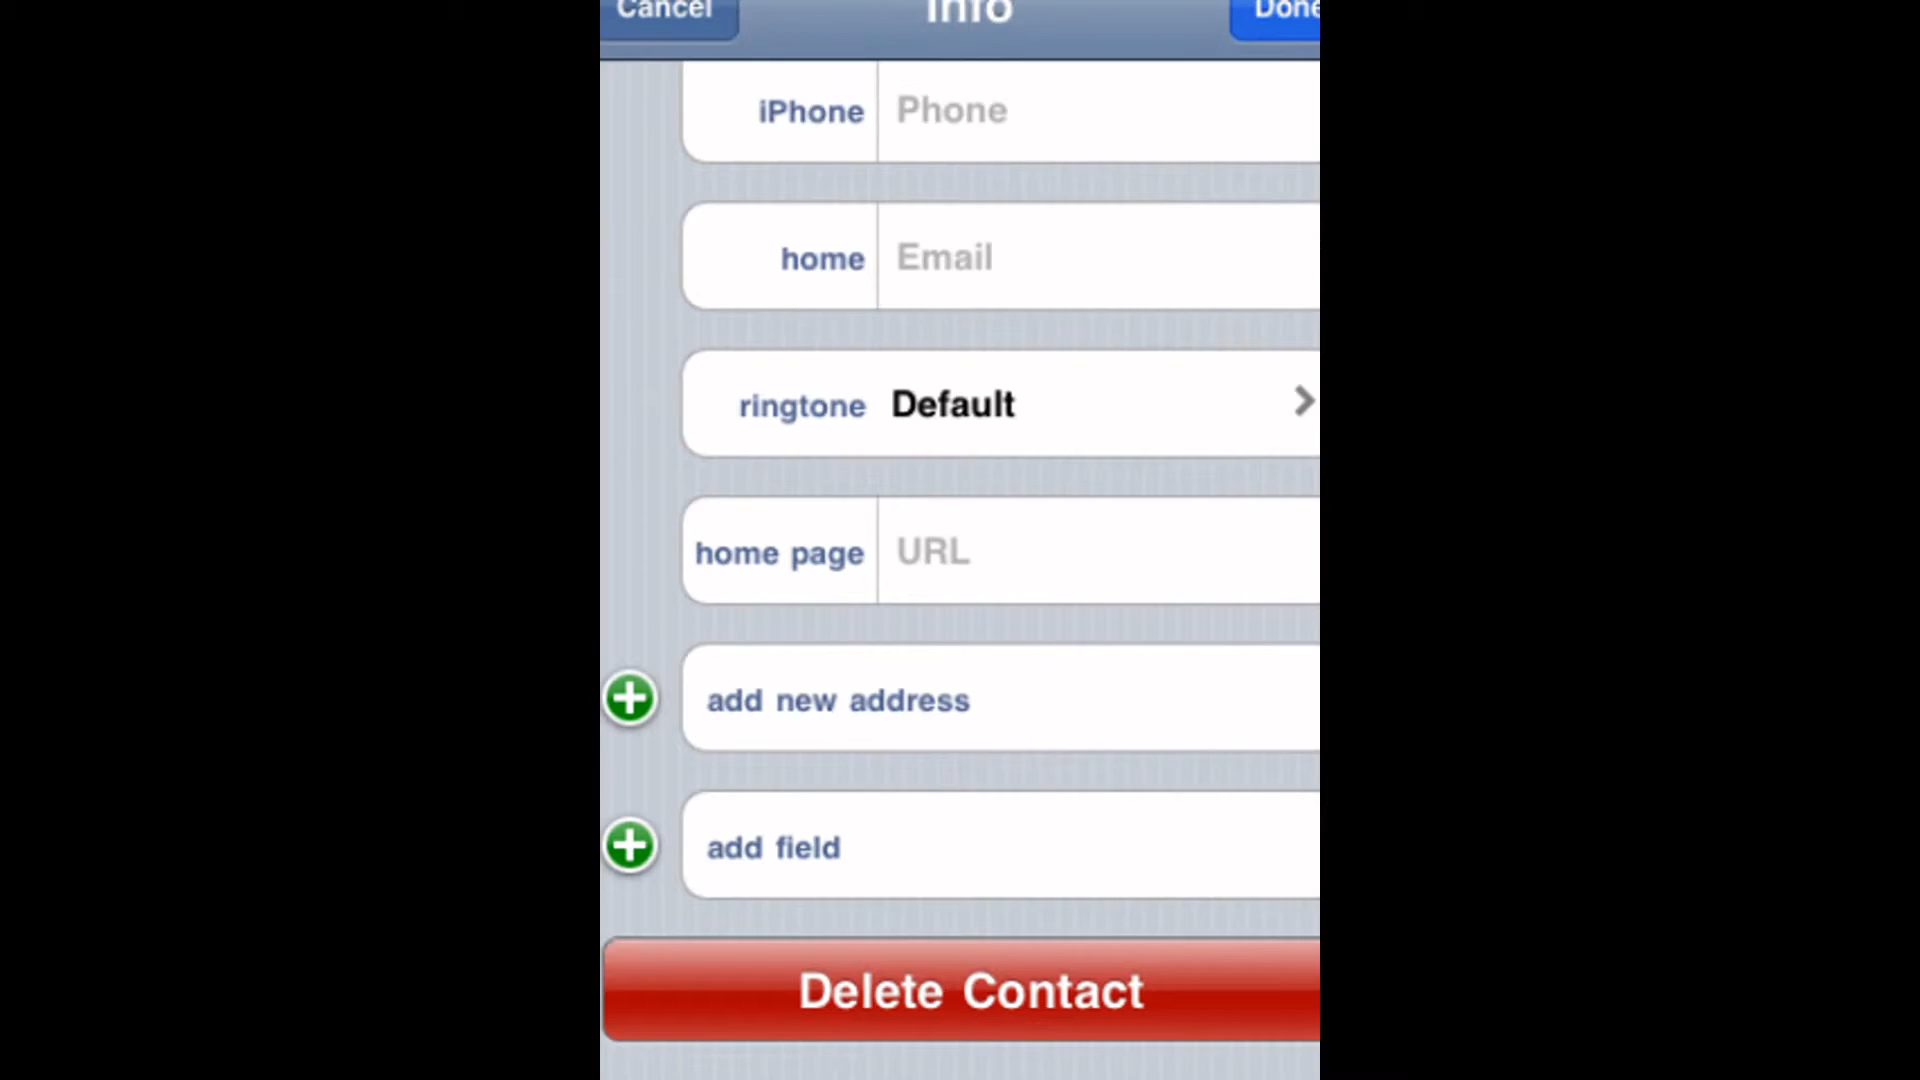 Cancel Info Done
iPhone Phone
home Email
ringtone Default
home page URL
add new address
add field
Delete Contact